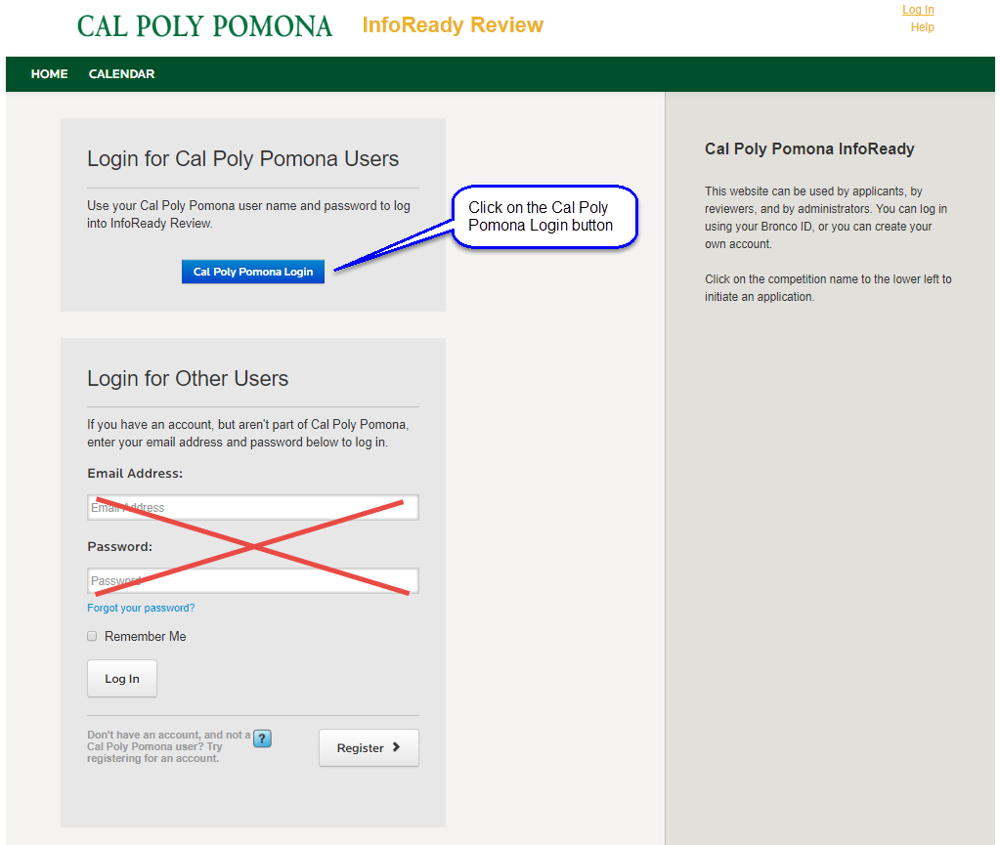 CAL POLY POMONA
InfoReady Review
Log In
Help
HOME
CALENDAR
Login for Cal Poly Pomona Users
Use your Cal Poly Pomona user name and password to log
into InfoReady Review.
Cal Poly Pomona Login
Click on the Cal Poly
Pomona Login button
Login for Other Users
If you have an account, but aren't part of Cal Poly Pomona,
enter your email address and password below to log in.
Email Address:
Email Address
Password:
Password
Forgot your password?
Remember Me
Log In
Don't have an account, and not a
Cal Poly Pomona user? Try
registering for an account.
?
Register
Cal Poly Pomona InfoReady
This website can be used by applicants, by
reviewers, and by administrators. You can log in
using your Bronco ID, or you can create your
own account.
Click on the competition name to the lower left to
initiate an application.